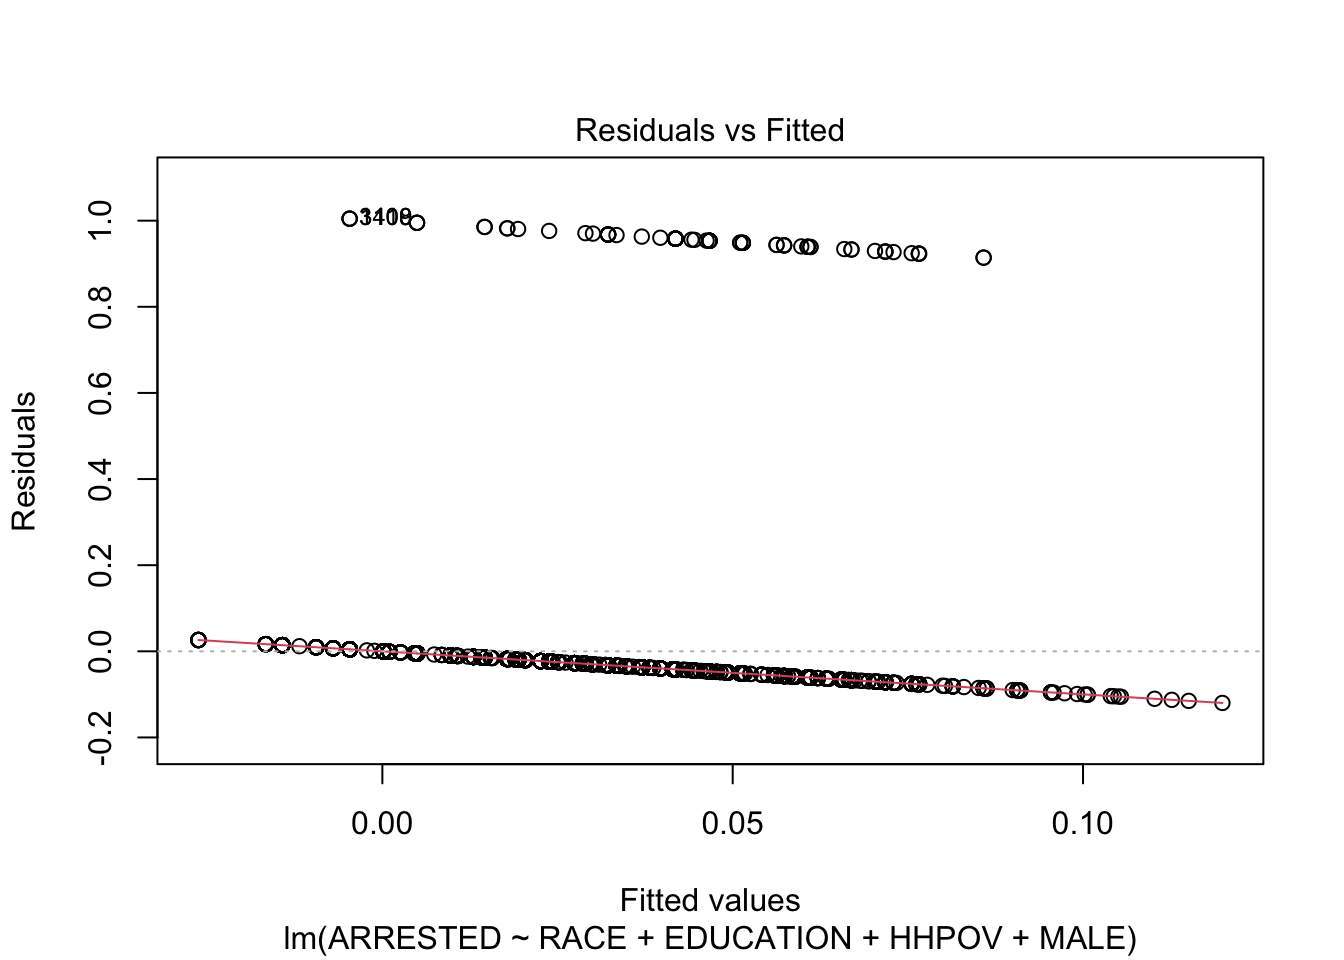 Residuals vs Fitted
Residuals
1.0
0.8
0.6
0.4
0.2
0.0
-0.2
0.00 0.05 0.10
Fitted values
lm(ARRESTED ~ RACE + EDUCATION + HHPOV + MALE)